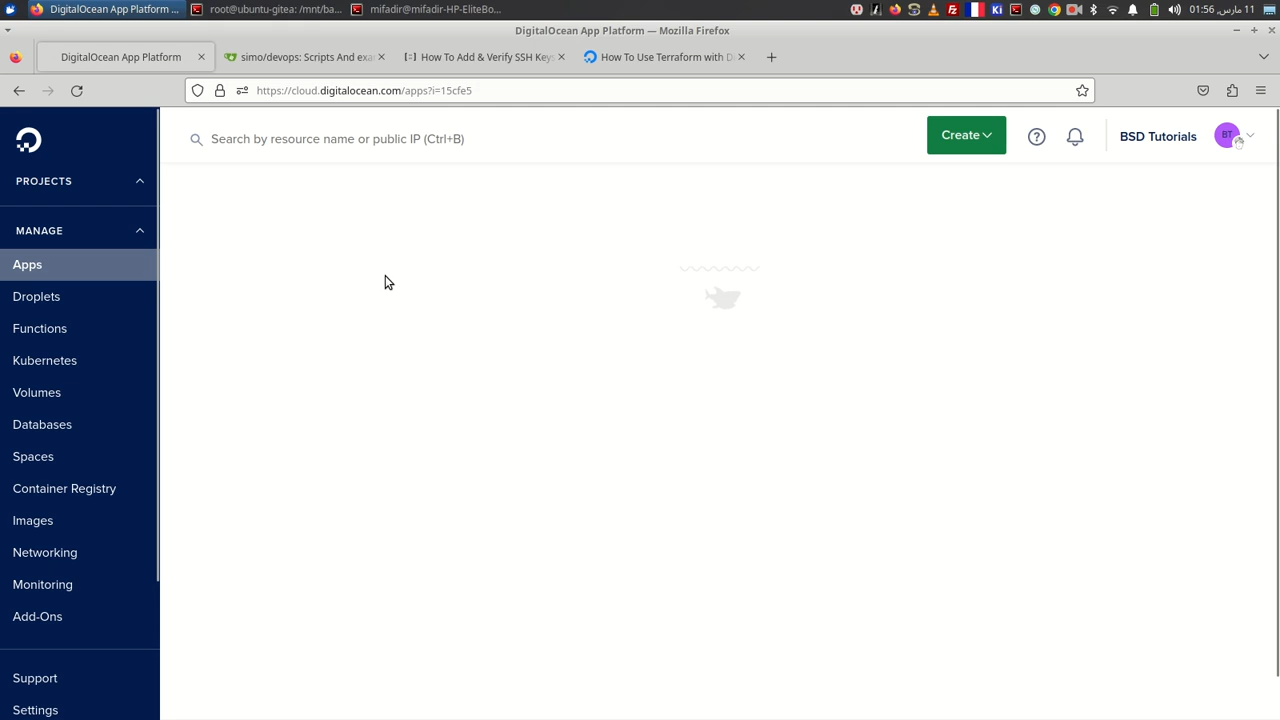 DigitalOcean App Platform ...
root@ubuntu-gitea: /mnt/ba...
mifadir@mifadir-HP-EliteBo...
11 مارس, 01:56
DigitalOcean App Platform — Mozilla Firefox
DigitalOcean App Platform
simo/devops: Scripts And exa
How To Add & Verify SSH Keys
How To Use Terraform with D
https://cloud.digitalocean.com/apps?i=15cfe5
Search by resource name or public IP (Ctrl+B)
Create
BSD Tutorials
BT
PROJECTS
MANAGE
Apps
Droplets
Functions
Kubernetes
Volumes
Databases
Spaces
Container Registry
Images
Networking
Monitoring
Add-Ons
Support
Settings